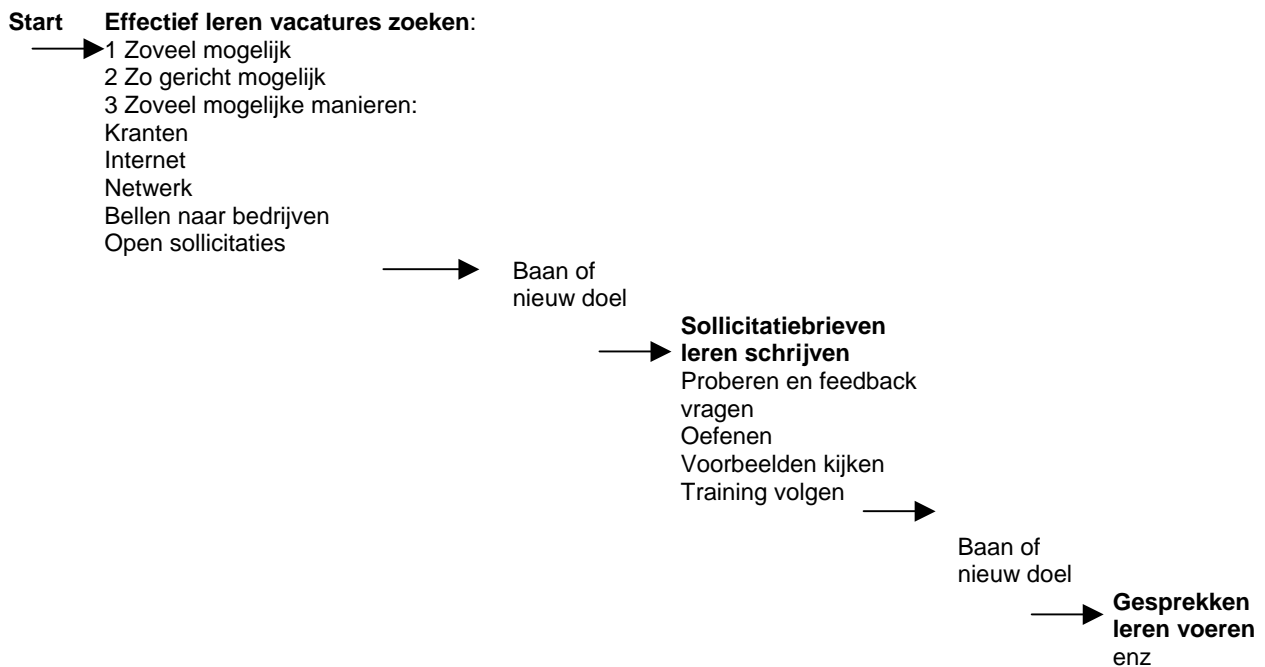 Start Effectief leren vacatures zoeken:
1 Zoveel mogelijk
2 Zo gericht mogelijk
3 Zoveel mogelijke manieren:
Kranten
Internet
Netwerk
Bellen naar bedrijven
Open sollicitaties
Baan of
nieuw doel
Sollicitatiebrieven
leren schrijven
Proberen en feedback
vragen
Oefenen
Voorbeelden kijken
Training volgen
Baan of
nieuw doel
Gesprekken
leren voeren
enz